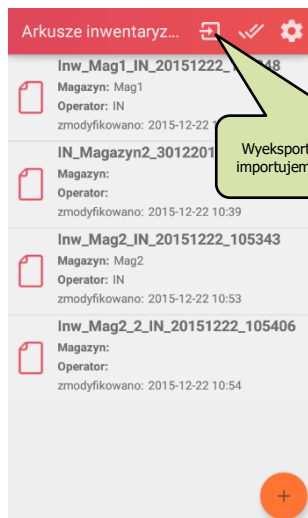 Arkusze inwentaryz...
Inw_Mag1_IN_20151222_
Magazyn: Mag1
Operator: IN
zmodyfikowano: 2015-12-22
Wyeksport
importujem
IN_Magazyn2_3012201
Magazyn:
Operator:
zmodyfikowano: 2015-12-22 10:39
Inw_Mag2_IN_20151222_105343
Magazyn: Mag2
Operator: IN
zmodyfikowano: 2015-12-22 10:53
Inw_Mag2_2_IN_20151222_105406
Magazyn:
Operator:
zmodyfikowano: 2015-12-22 10:54